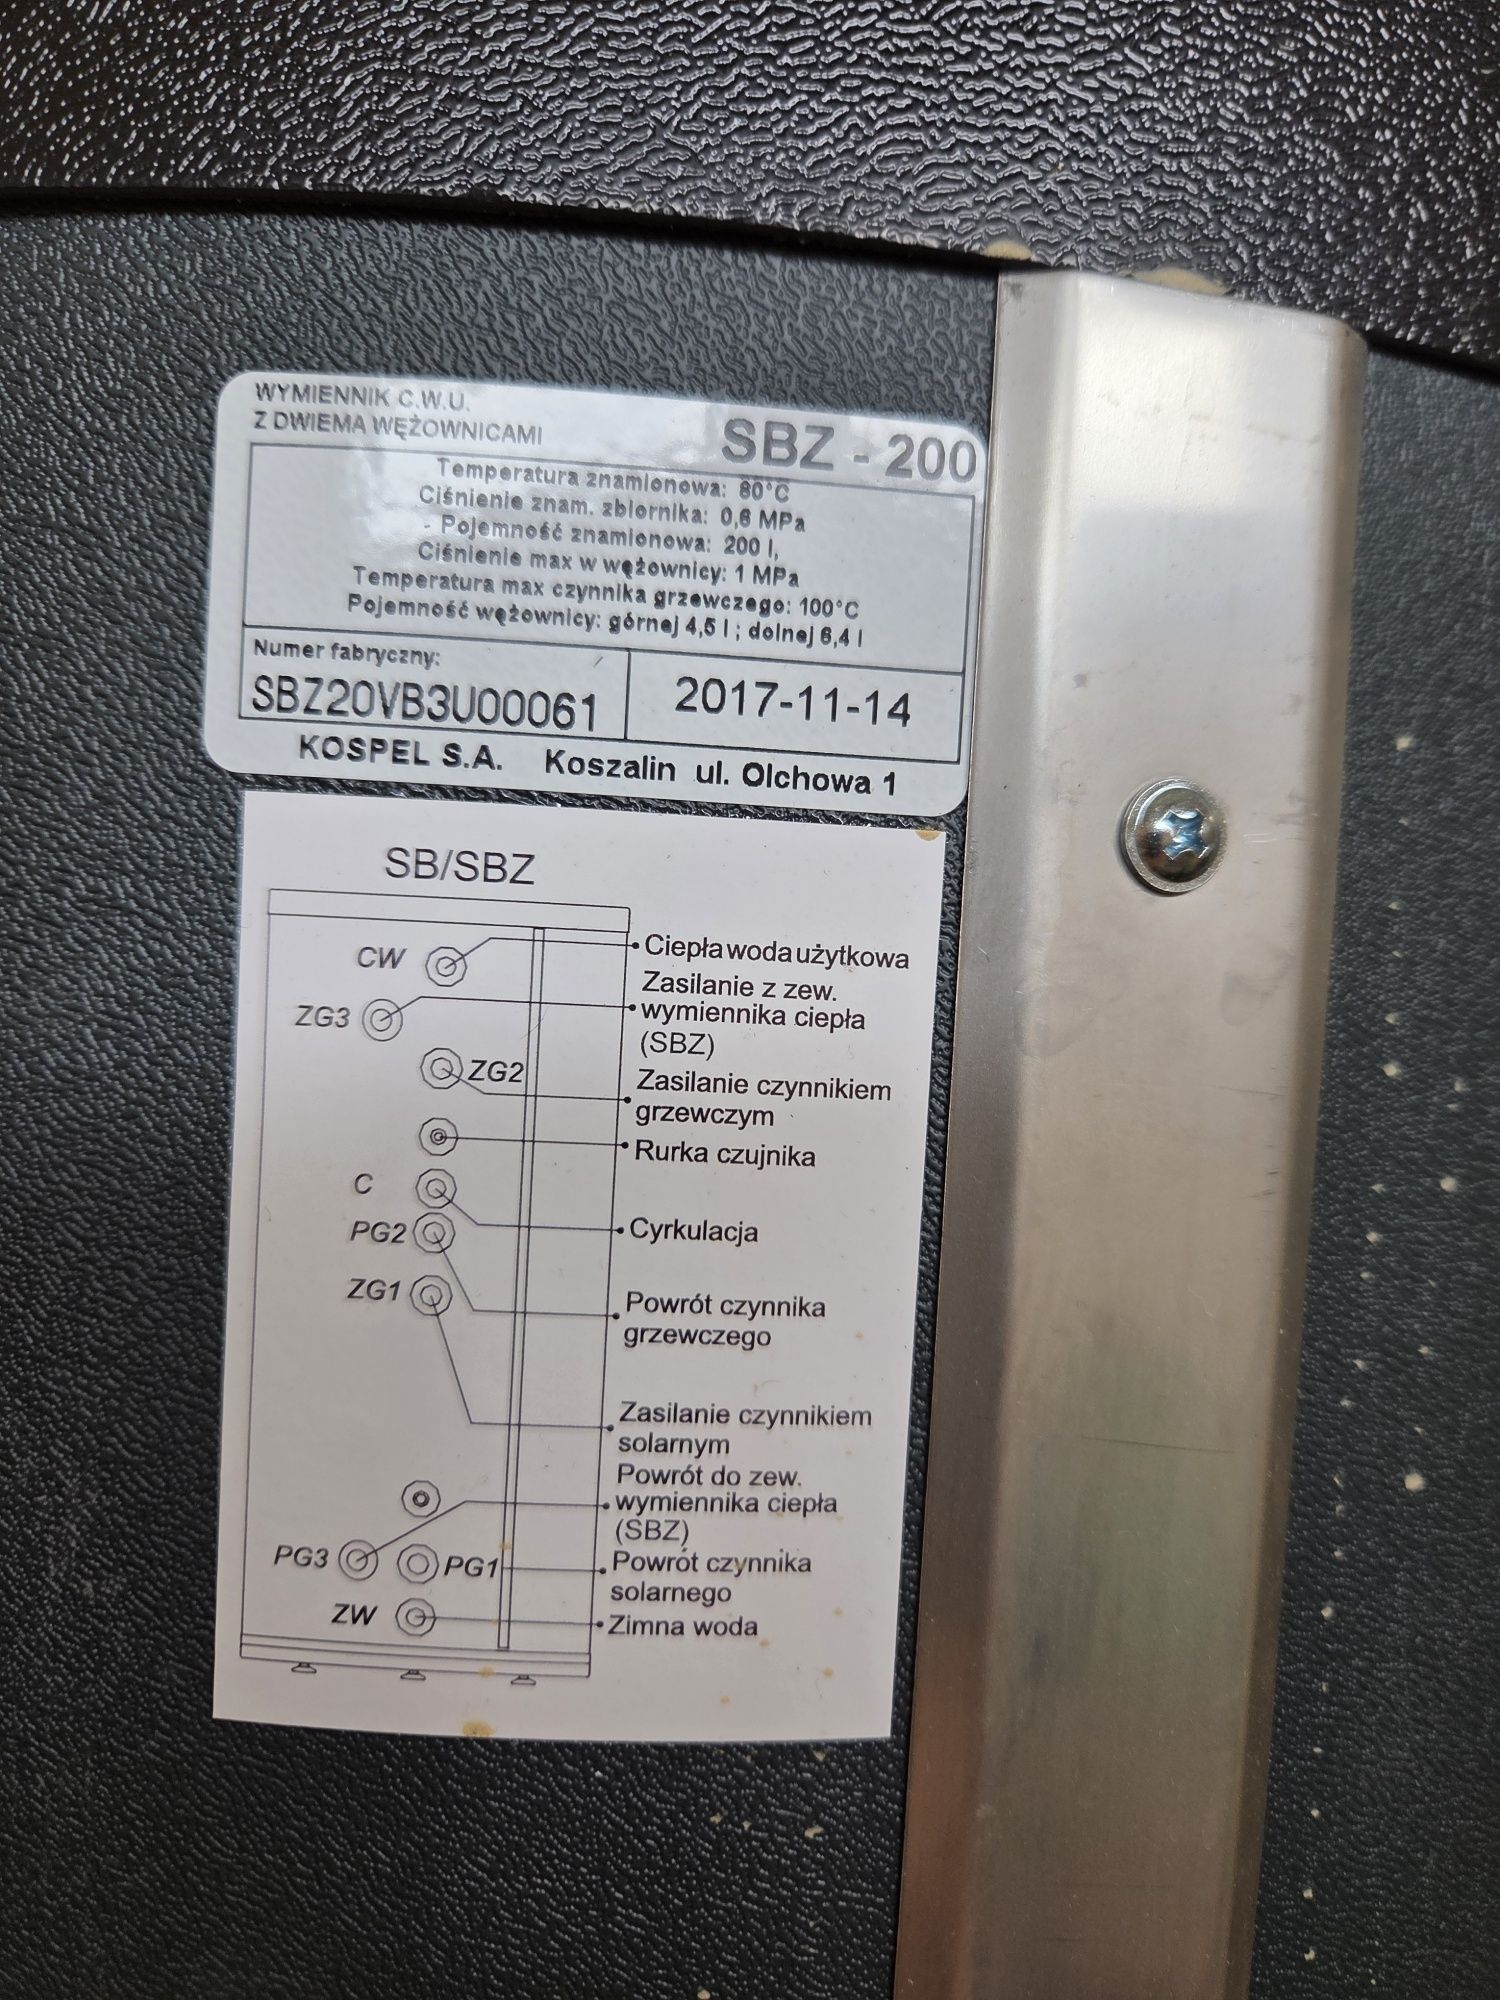 WYMIENNIK C.W.U.
Z DWIEMA WĘŻOWNICAMI
SBZ - 200
Temperatura znamionowa: 80°C
Ciśnienie znam. zbiornika: 0,6 MPa
- Pojemność znamionowa: 200 l,
Ciśnienie max w wężownicy: 1 MPa
Temperatura max czynnika grzewczego: 100°C
Pojemność wężownicy: górnej 4,5 l ; dolnej 6,4 l
Numer fabryczny:
SBZ20VB3U00061
2017-11-14
KOSPEL S.A. Koszalin ul. Olchowa 1
SB/SBZ
CW
Ciepła woda użytkowa
ZG3
Zasilanie z zew.
wymiennika ciepła
(SBZ)
ZG2
Zasilanie czynnikiem
grzewczym
Rurka czujnika
C
Cyrkulacja
PG2
Powrót czynnika
grzewczego
ZG1
Zasilanie czynnikiem
solarnym
Powrót do zew.
wymiennika ciepła
(SBZ)
PG3
PG1
Powrót czynnika
solarnego
ZW
Zimna woda